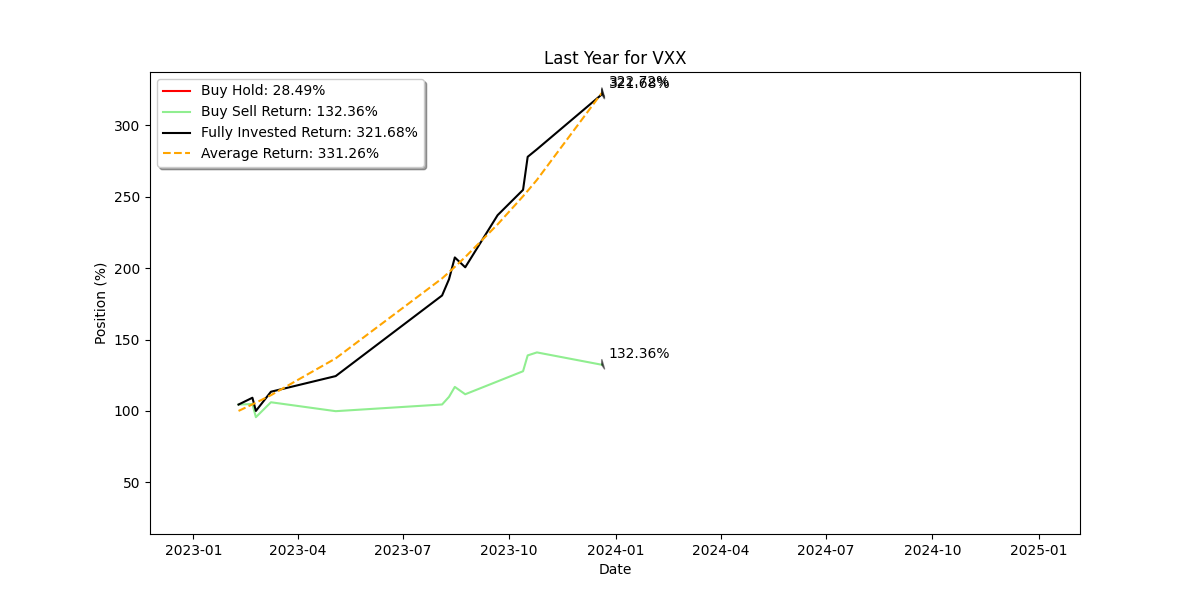 Last Year for VXX
Buy Hold: 28.49%
Buy Sell Return: 132.36%
Fully Invested Return: 321.68%
Average Return: 331.26%
321.68%
132.36%
300
250
200
150
100
50
Position (%)
2023-01 2023-04 2023-07 2023-10 2024-01 2024-04 2024-07 2024-10 2025-01
Date